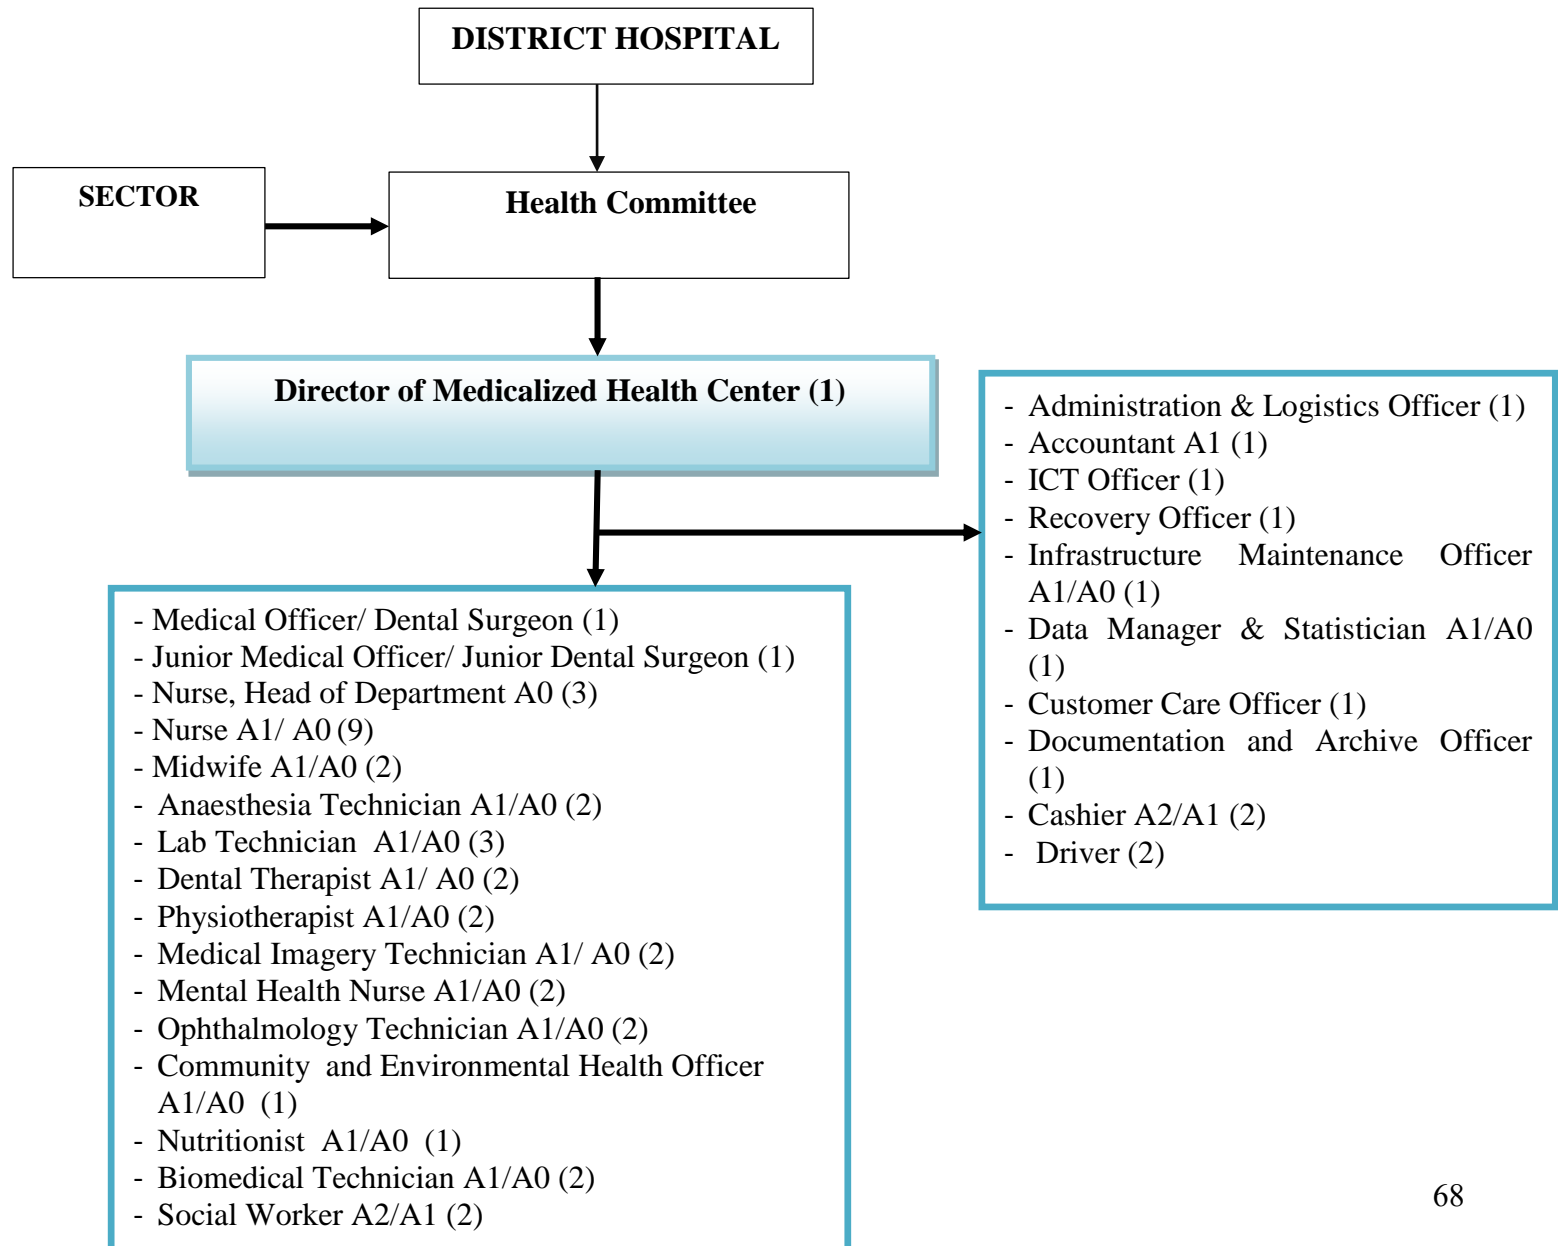 DISTRICT HOSPITAL
SECTOR
Health Committee
Director of Medicalized Health Center (1)
- Administration & Logistics Officer (1)
- Accountant A1 (1)
- ICT Officer (1)
- Recovery Officer (1)
- Infrastructure Maintenance Officer
A1/A0 (1)
- Data Manager & Statistician A1/A0
(1)
- Customer Care Officer (1)
- Documentation and Archive Officer
(1)
- Cashier A2/A1 (2)
- Driver (2)
- Medical Officer/ Dental Surgeon (1)
- Junior Medical Officer/ Junior Dental Surgeon (1)
- Nurse, Head of Department A0 (3)
- Nurse A1/ A0 (9)
- Midwife A1/A0 (2)
- Anaesthesia Technician A1/A0 (2)
- Lab Technician A1/A0 (3)
- Dental Therapist A1/ A0 (2)
- Physiotherapist A1/A0 (2)
- Medical Imagery Technician A1/ A0 (2)
- Mental Health Nurse A1/A0 (2)
- Ophthalmology Technician A1/A0 (2)
- Community and Environmental Health Officer
A1/A0 (1)
- Nutritionist A1/A0 (1)
- Biomedical Technician A1/A0 (2)
- Social Worker A2/A1 (2)
68